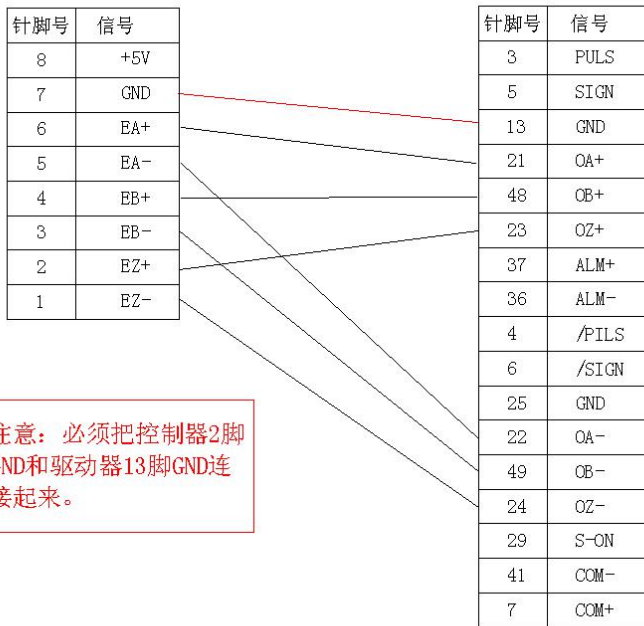 针脚号 信号
8 +5V
7 GND
6 EA+
5 EA-
4 EB+
3 EB-
2 EZ+
1 EZ-
注意：必须把控制器2脚
GND和驱动器13脚GND连
接起来。
针脚号 信号
3 PULS
5 SIGN
13 GND
21 OA+
48 OB+
23 OZ+
37 ALM+
36 ALM-
4 /PILS
6 /SIGN
25 GND
22 OA-
49 OB-
24 OZ-
29 S-ON
41 COM-
7 COM+